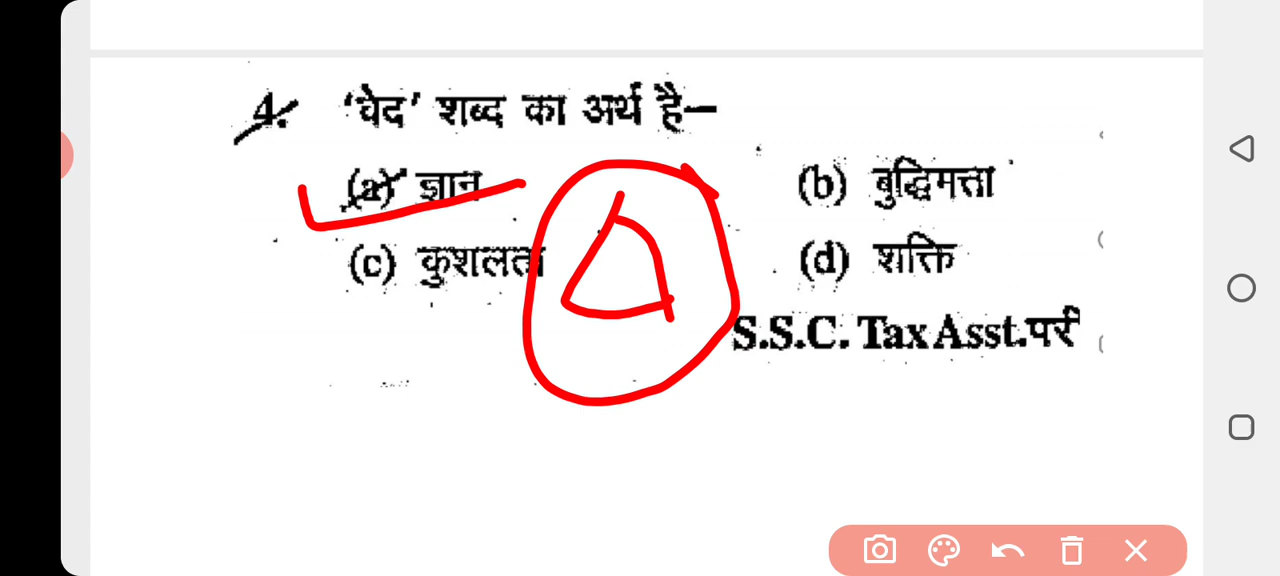 4. 'वेद' शब्द का अर्थ है—
(a) ज्ञान (b) बुद्धिमत्ता
(c) कुशलता (d) शक्ति
S.S.C. Tax Asst.